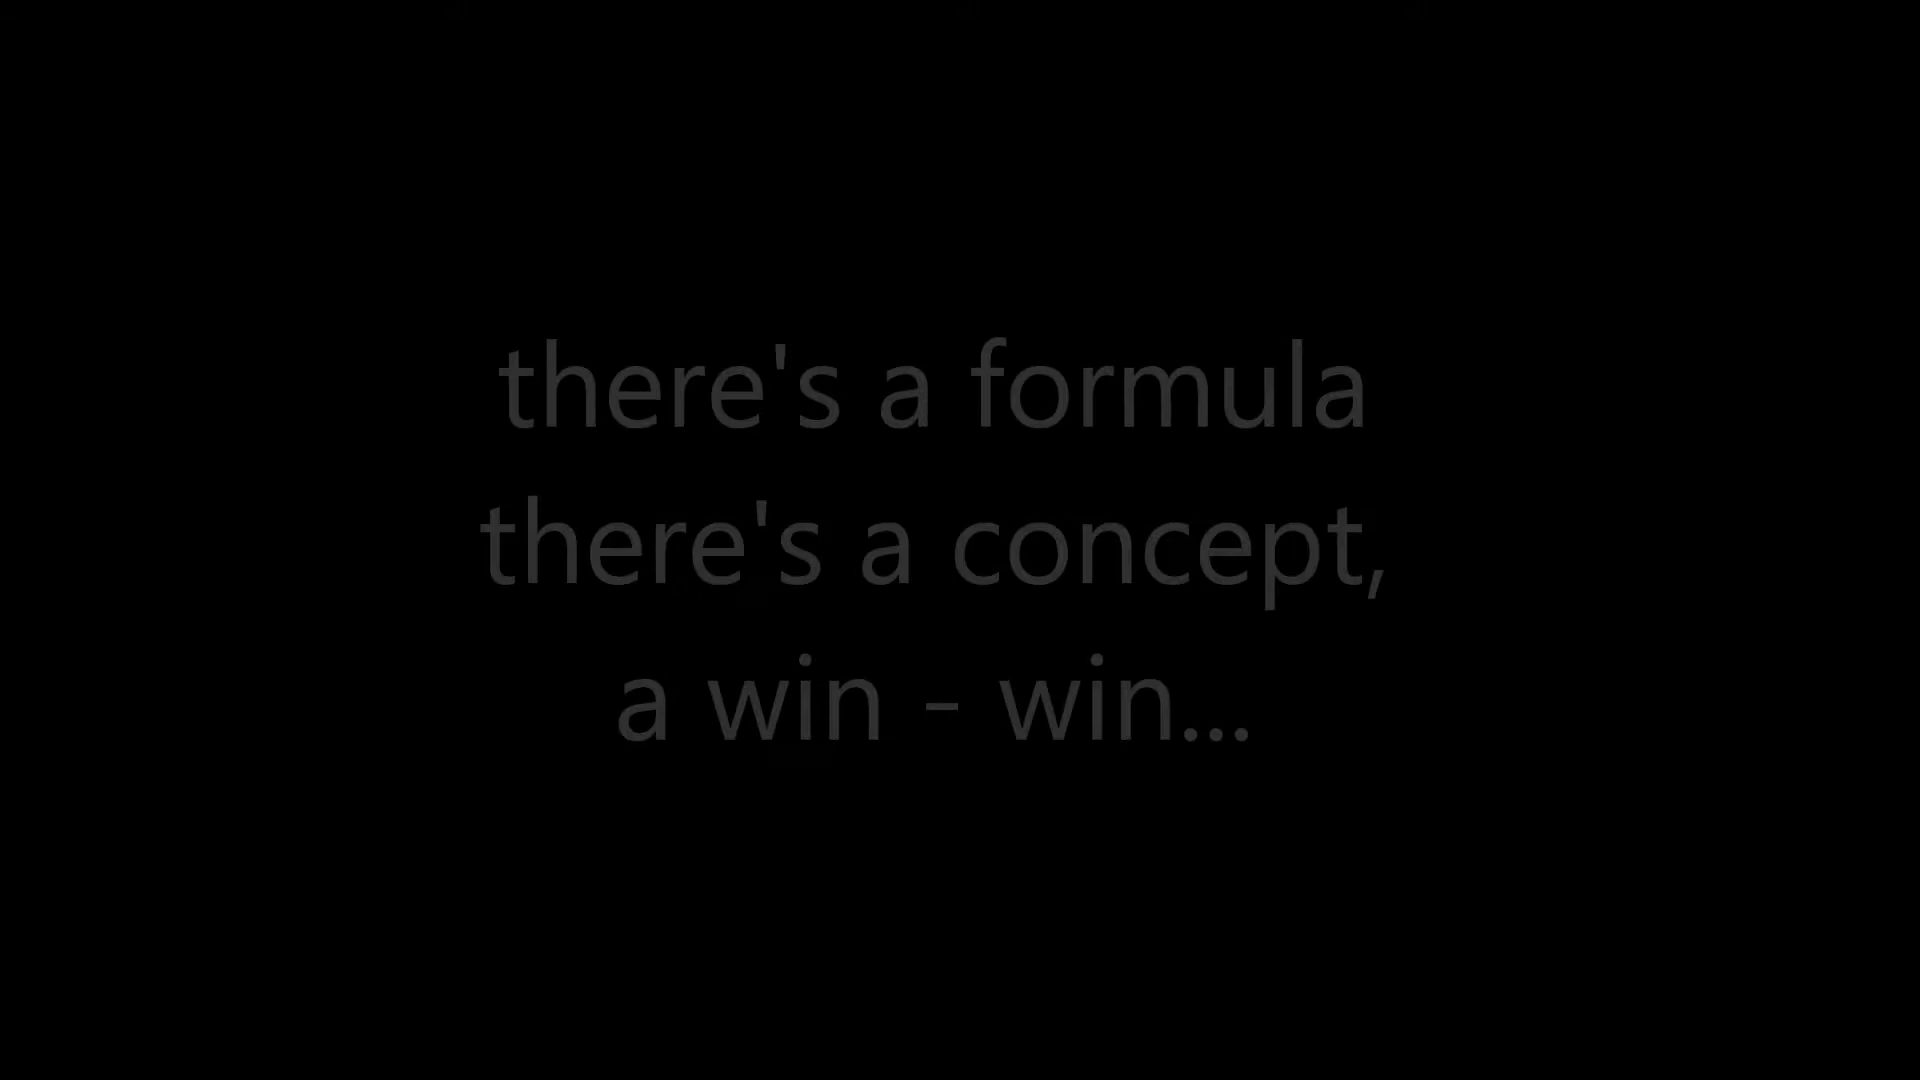 there's a formula
there's a concept,
a win - win...